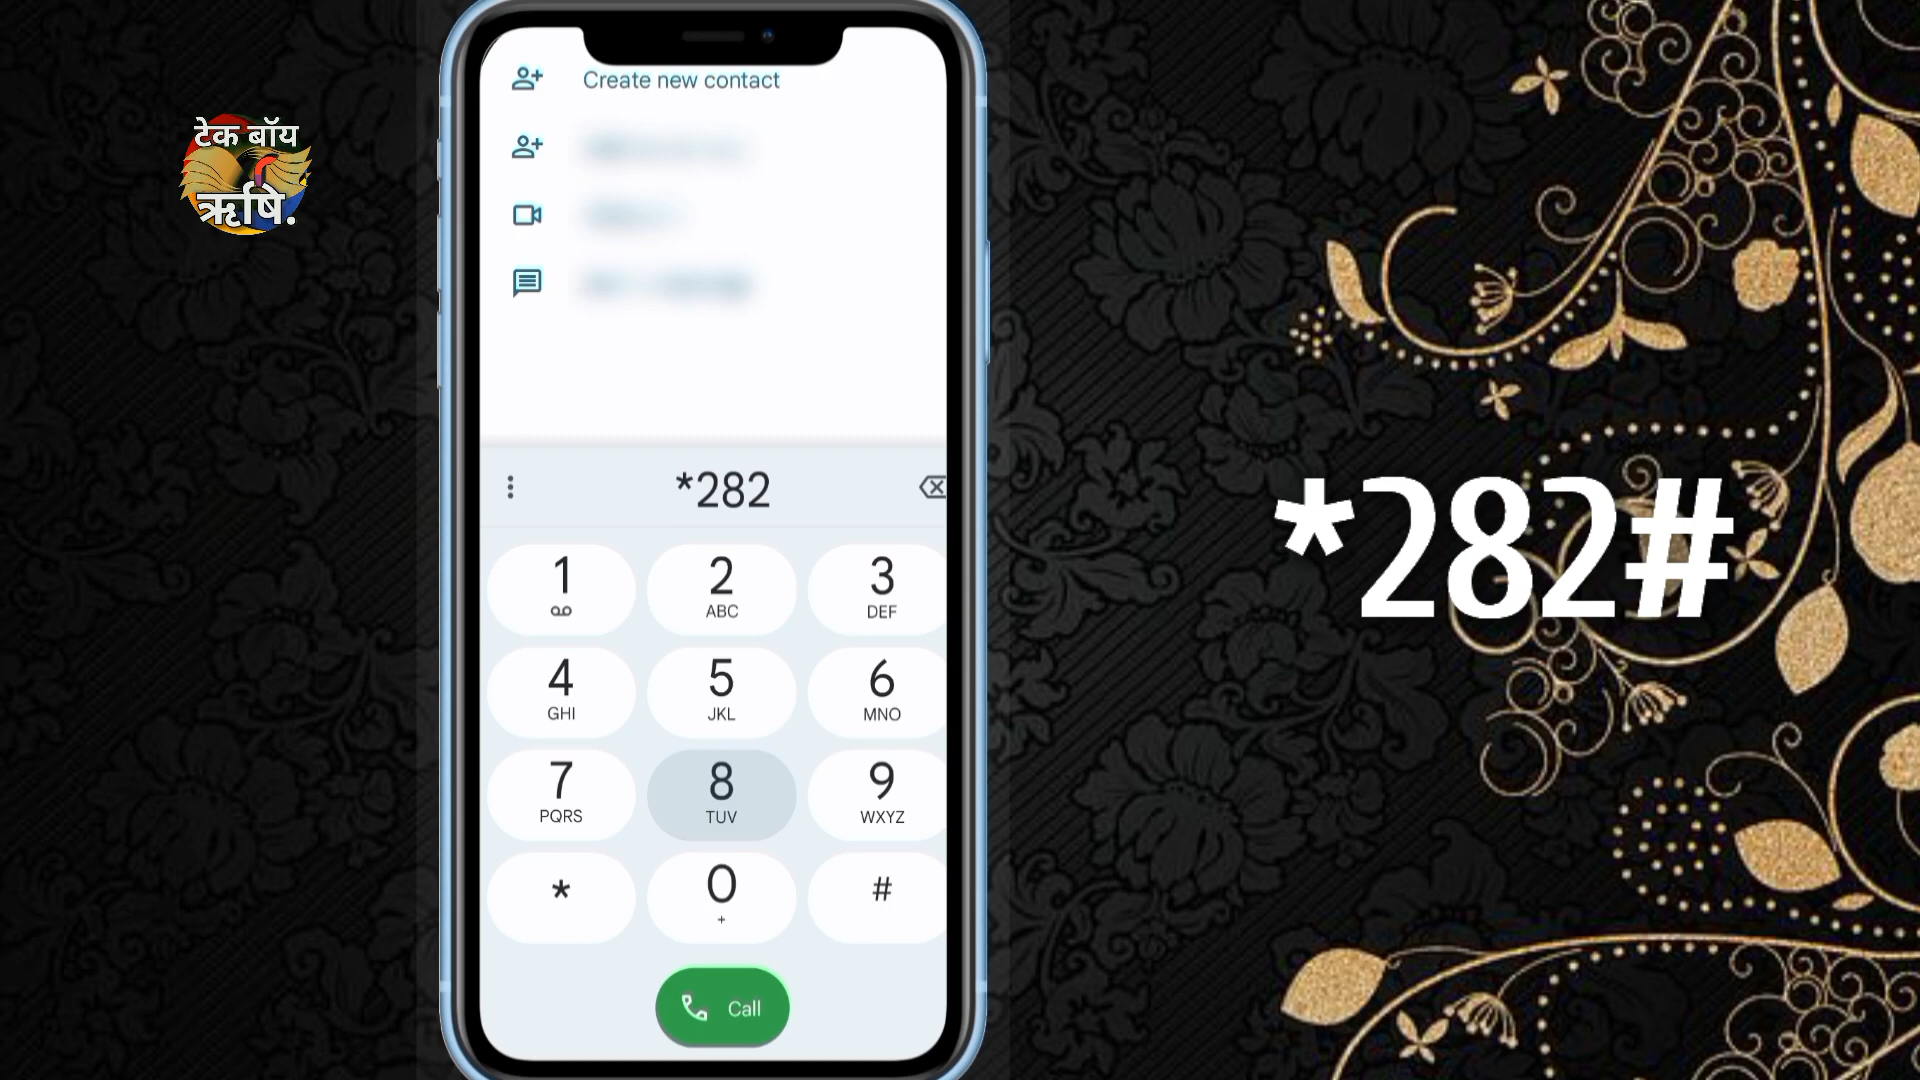 टेक बॉय
ऋषि.
Create new contact
*282
1
2
ABC
3
DEF
4
GHI
5
JKL
6
MNO
7
PQRS
8
TUV
9
WXYZ
*
0
+
#
Call
*282#